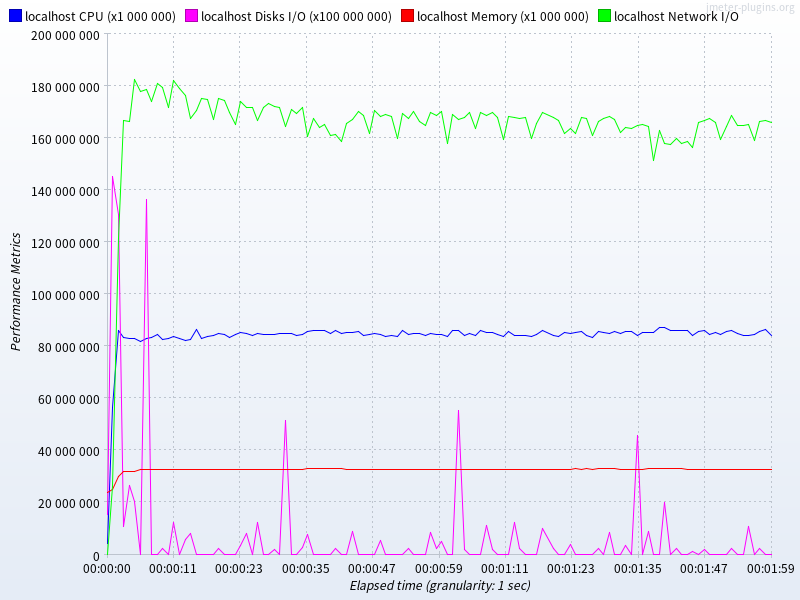 jmeter-plugins.org
localhost CPU (x1 000 000) localhost Disks I/O (x100 000 000) localhost Memory (x1 000 000) localhost Network I/O
200 000 000
180 000 000
160 000 000
140 000 000
120 000 000
100 000 000
80 000 000
60 000 000
40 000 000
20 000 000
0
Performance Metrics
00:00:00 00:00:11 00:00:23 00:00:35 00:00:47 00:00:59 00:01:11 00:01:23 00:01:35 00:01:47 00:01:59
Elapsed time (granularity: 1 sec)